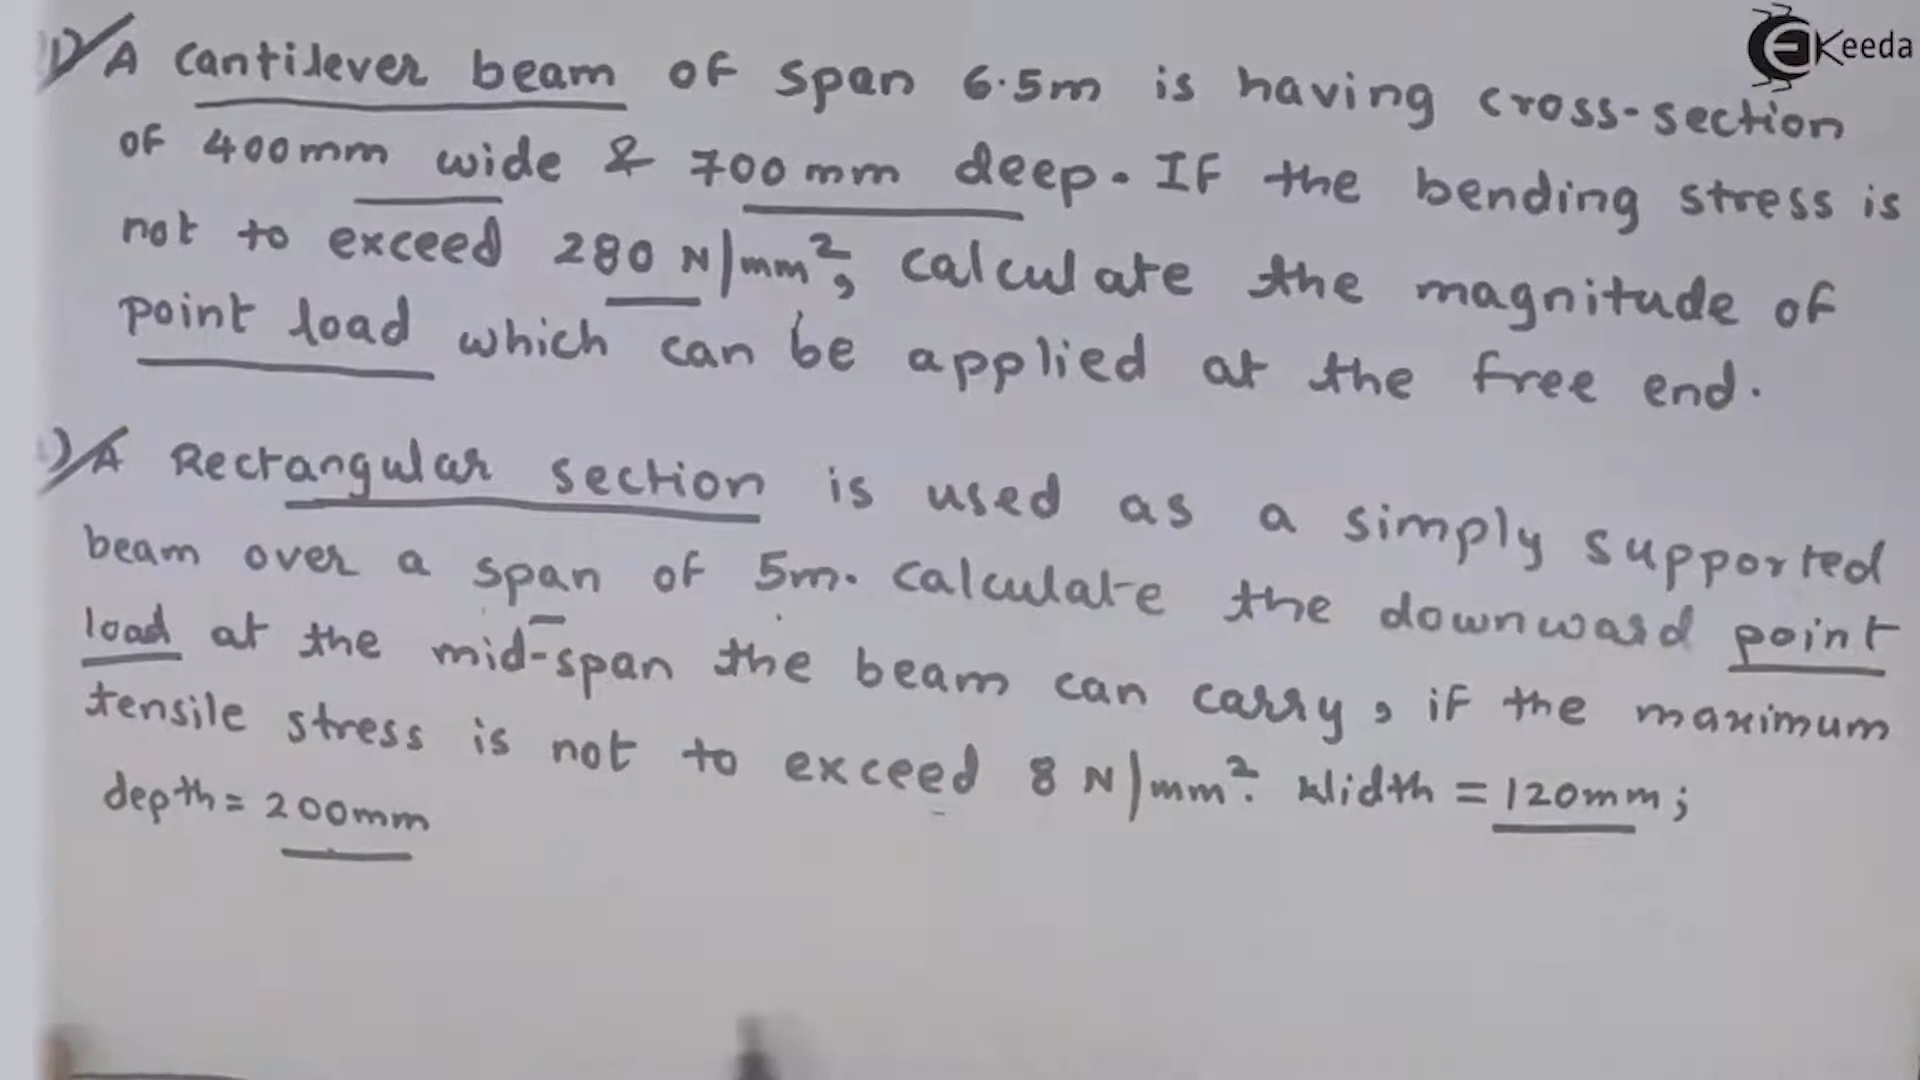 1) A cantilever beam of span 6.5m is having cross-section
of 400mm wide & 700mm deep. If the bending stress is
not to exceed 280 N/mm², calculate the magnitude of
point load which can be applied at the free end.
) A Rectangular section is used as a simply supported
beam over a span of 5m. calculate the downward point
load at the mid-span the beam can carry, if the maximum
tensile stress is not to exceed 8 N/mm². Width = 120mm;
depth = 200mm
EKeeda